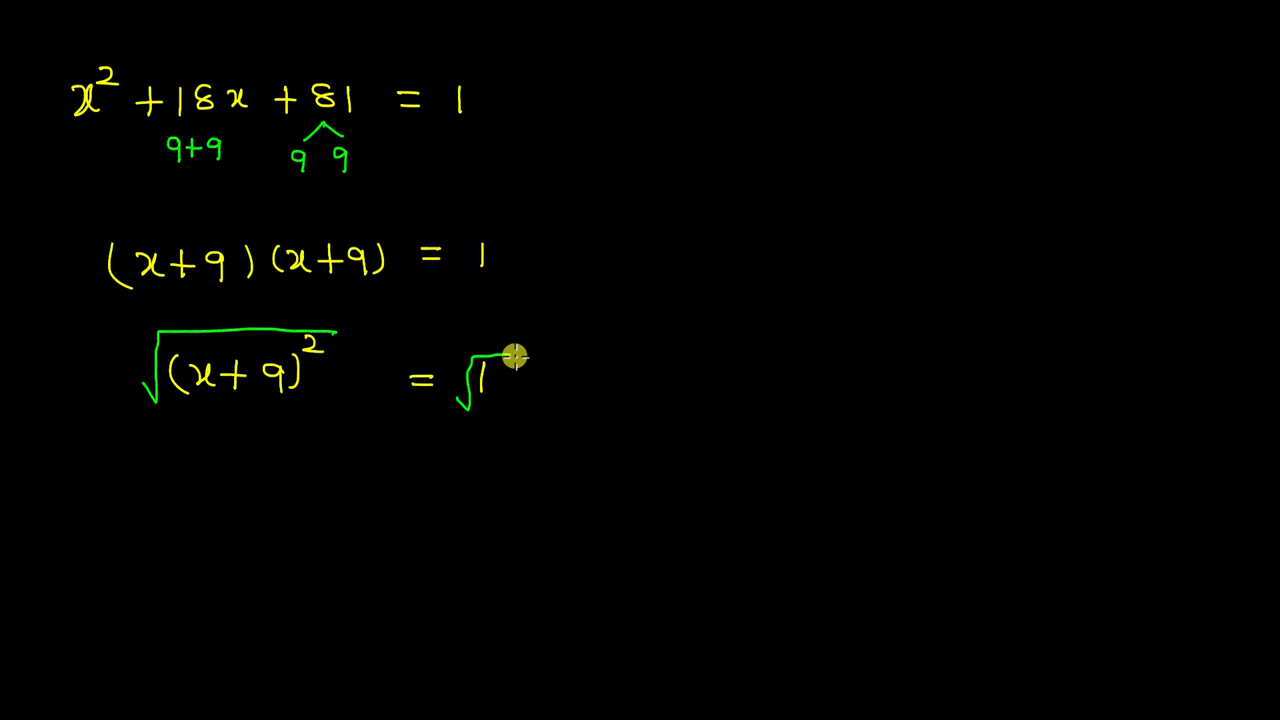 x² + 18x + 81 = 1
9+9 9 9
(x+9)(x+9) = 1
√(x+9)² = √1